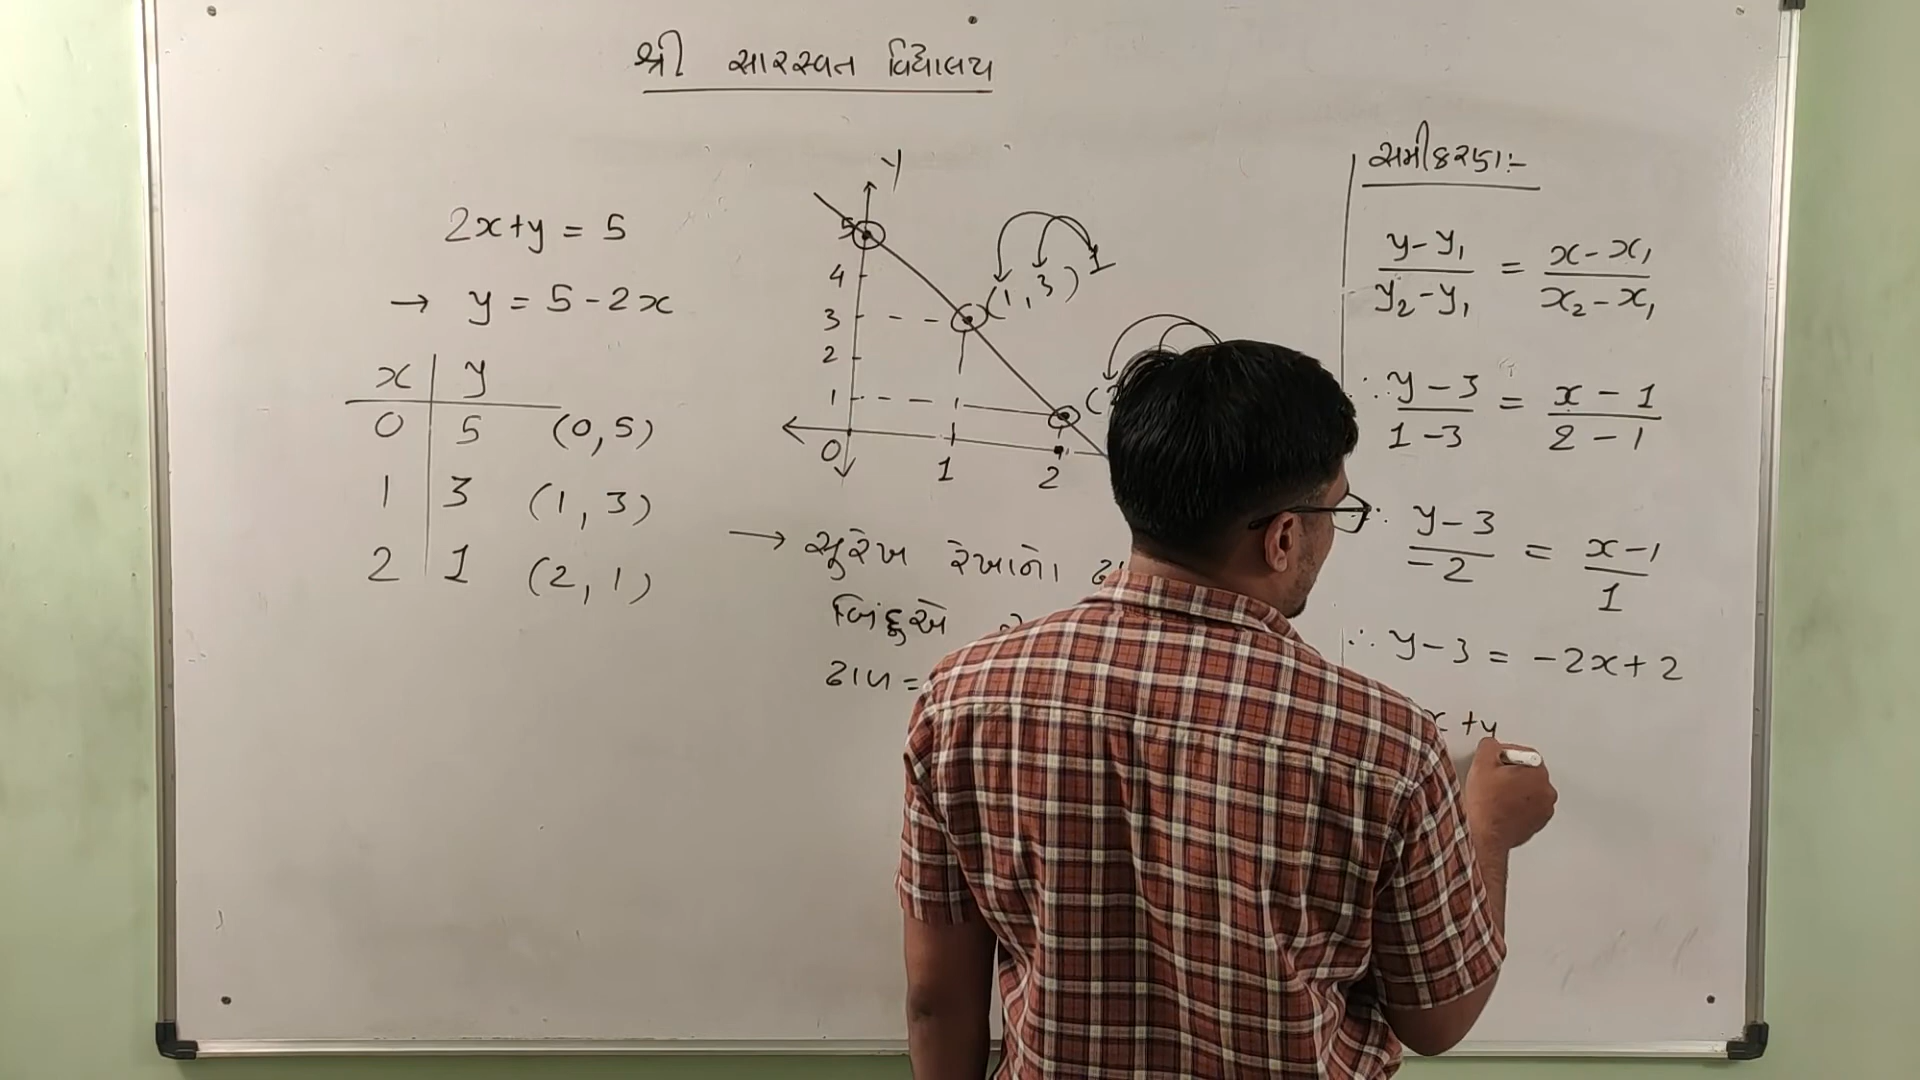 શ્રી સારસ્વત વિદ્યાલય
2x+y = 5
→ y = 5-2x
x | y
0 | 5 (0,5)
1 | 3 (1, 3)
2 | 1 (2, 1)
Y
5
4
3
2
1
0
1
2
(1, 3)
1
→ સુરેખ રેખાનો
બિંદુએ
ઢાળ =
સમીકરણ:-
y-y₁ / y₂-y₁ = x-x₁ / x₂-x₁
∴ y-3 / 1-3 = x-1 / 2-1
∴ y-3 / -2 = x-1 / 1
∴ y-3 = -2x+2
x +y